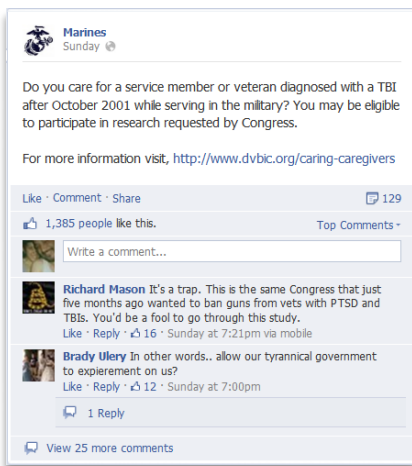 Marines
Sunday
Do you care for a service member or veteran diagnosed with a TBI
after October 2001 while serving in the military? You may be eligible
to participate in research requested by Congress.
For more information visit, http://www.dvbic.org/caring-caregivers
Like · Comment · Share 129
1,385 people like this. Top Comments
Write a comment...
Richard Mason It's a trap. This is the same Congress that just
five months ago wanted to ban guns from vets with PTSD and
TBIs. You'd be a fool to go through this study.
Like · Reply · 16 · Sunday at 7:21pm via mobile
Brady Ulery In other words.. allow our tyrannical government
to expierement on us?
Like · Reply · 12 · Sunday at 7:00pm
1 Reply
View 25 more comments